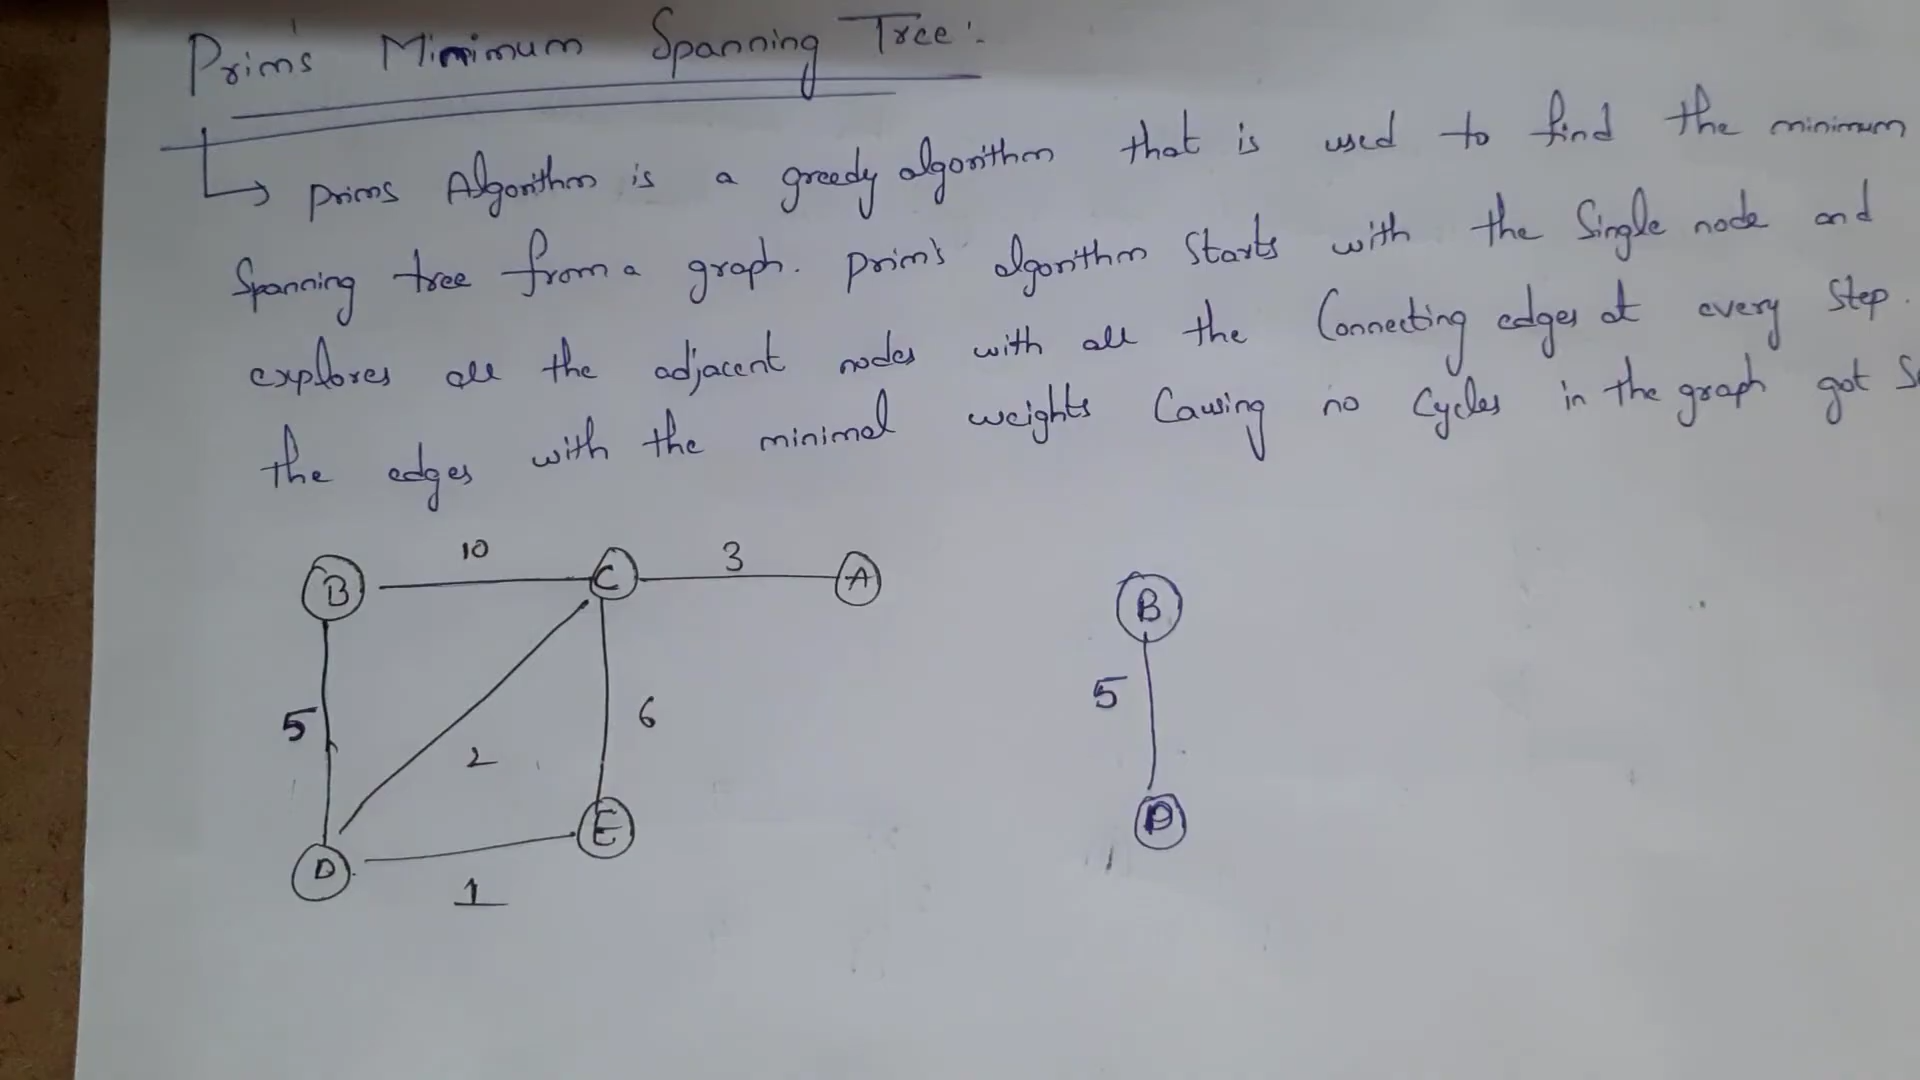 Prim's Minimum Spanning Tree:
prims Algorithm is a greedy algorithm that is used to find the minimum
Spanning tree from a graph. prim's algorithm Starts with the Single node and
explores all the adjacent nodes with all the Connecting edges at every Step.
the edges with the minimal weights Causing no Cycles in the graph got
B 10 C 3 A
5 2 6
D 1 E
B
5
D